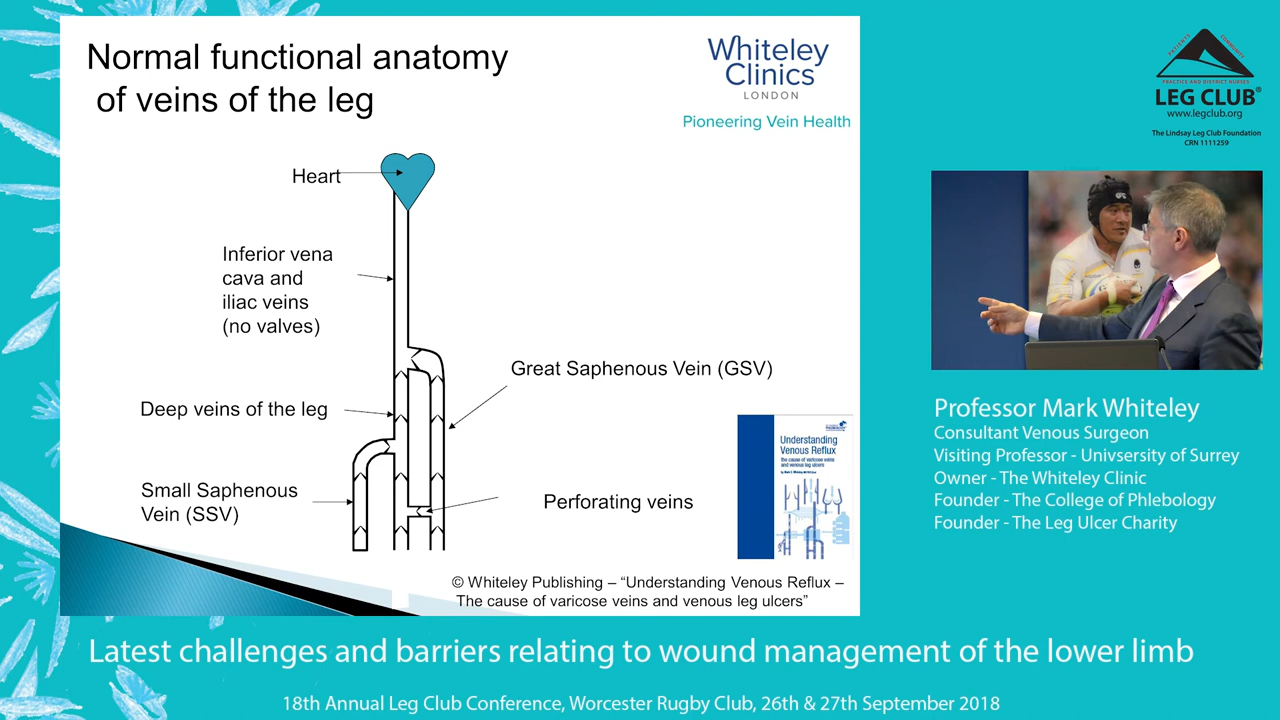 Normal functional anatomy
of veins of the leg
Whiteley
Clinics
LONDON
Pioneering Vein Health
Heart
Inferior vena
cava and
iliac veins
(no valves)
Great Saphenous Vein (GSV)
Deep veins of the leg
Small Saphenous
Vein (SSV)
Perforating veins
Understanding
Venous Reflux
the cause of varicose veins
and venous leg ulcers
© Whiteley Publishing – “Understanding Venous Reflux –
The cause of varicose veins and venous leg ulcers”
PATIENTS COMMUNITY
PRACTICE AND DISTRICT NURSES
LEG CLUB®
www.legclub.org
The Lindsay Leg Club Foundation
CRN 1111259
Professor Mark Whiteley
Consultant Venous Surgeon
Visiting Professor - Univsersity of Surrey
Owner - The Whiteley Clinic
Founder - The College of Phlebology
Founder - The Leg Ulcer Charity
Latest challenges and barriers relating to wound management of the lower limb
18th Annual Leg Club Conference, Worcester Rugby Club, 26th & 27th September 2018